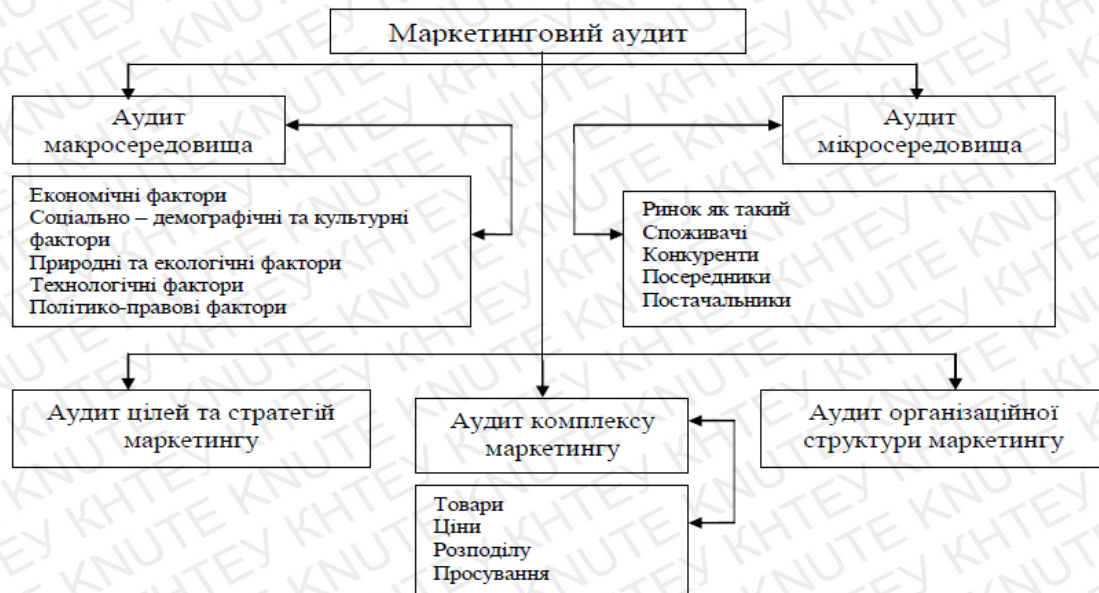 Маркетинговий аудит
Аудит
макросередовища
Аудит
мікросередовища
Економічні фактори
Соціально – демографічні та культурні
фактори
Природні та екологічні фактори
Технологічні фактори
Політико-правові фактори
Ринок як такий
Споживачі
Конкуренти
Посередники
Постачальники
Аудит цілей та стратегій
маркетингу
Аудит комплексу
маркетингу
Аудит організаційної
структури маркетингу
Товари
Ціни
Розподілу
Просування
KNUTE КНТЕУ